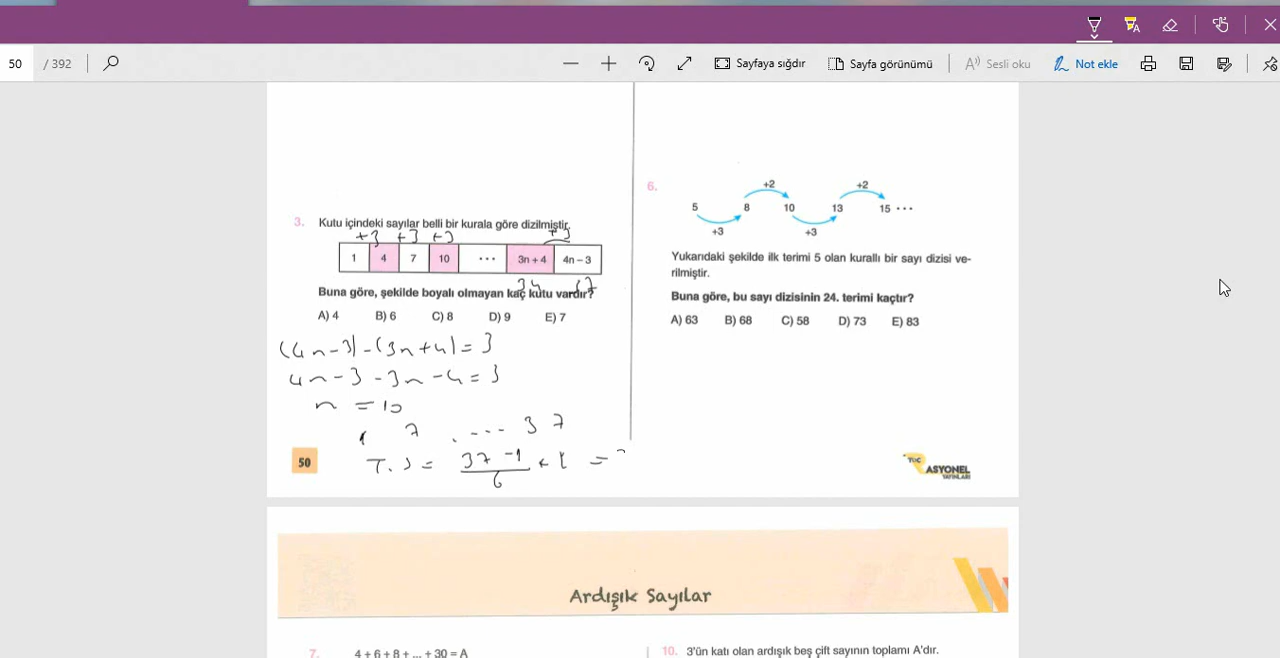 50 / 392
Sayfaya sığdır
Sayfa görünümü
A Sesli oku
Not ekle
3. Kutu içindeki sayılar belli bir kurala göre dizilmiştir.
+3 +3 +3 +3
1 4 7 10 ... 3n + 4 4n – 3
34 37
Buna göre, şekilde boyalı olmayan kaç kutu vardır?
A) 4 B) 6 C) 8 D) 9 E) 7
(4n-3)-(3n+4)=3
4n-3-3n-4=3
n =10
1 7 .... 37
T.S = 37-1/6 +1 = 7
50
6.
+2 +2
5 8 10 13 15 ...
+3 +3
Yukarıdaki şekilde ilk terimi 5 olan kurallı bir sayı dizisi ve-
rilmiştir.
Buna göre, bu sayı dizisinin 24. terimi kaçtır?
A) 63 B) 68 C) 58 D) 73 E) 83
ASYONEL
YAYINLARI
Ardışık Sayılar
7. 4 + 6 + 8 + ... + 30 = A
10. 3'ün katı olan ardışık beş çift sayının toplamı A'dır.